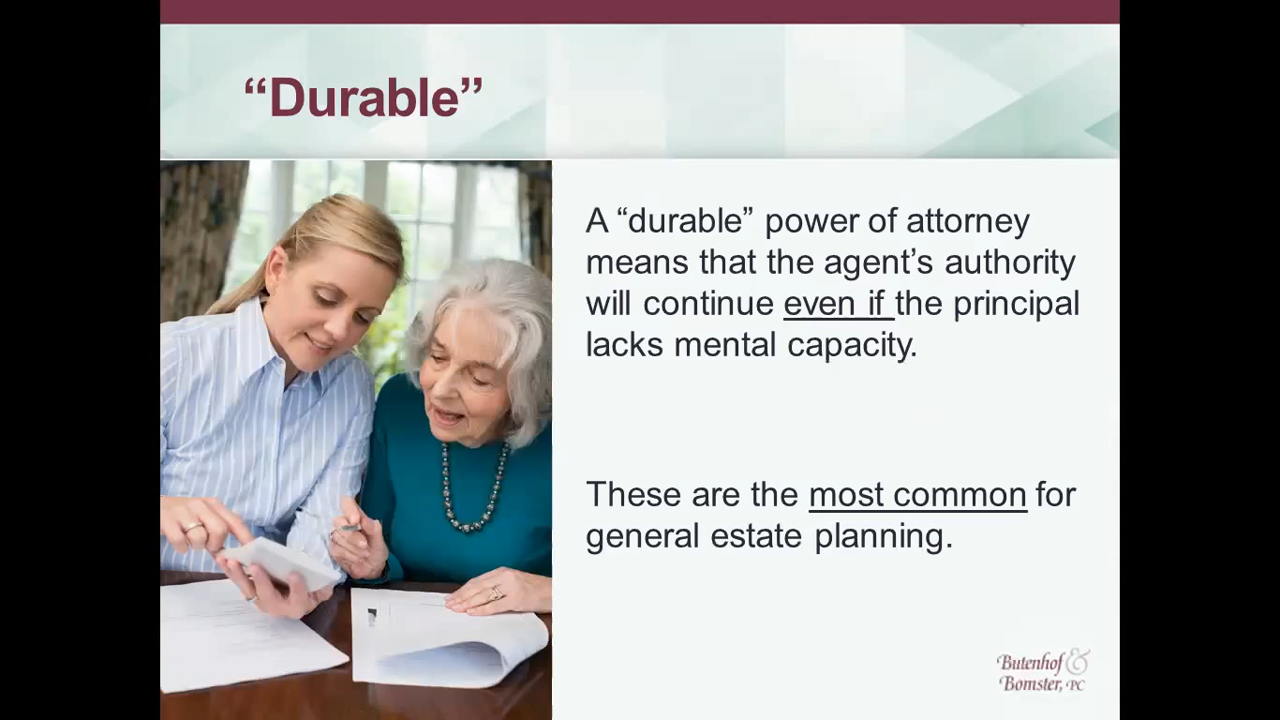 “Durable”
A “durable” power of attorney
means that the agent’s authority
will continue even if the principal
lacks mental capacity.
These are the most common for
general estate planning.
Butenhof &
Bomster, PC